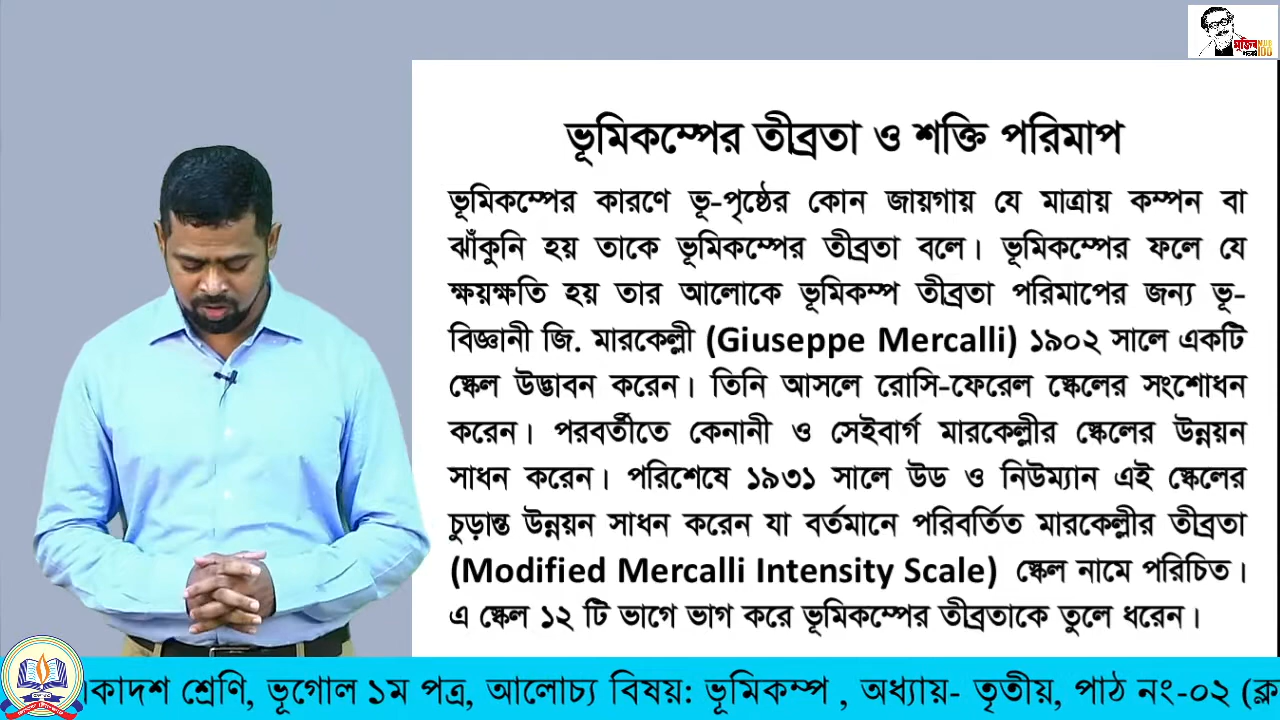 মুজিব
শতবর্ষ
100
ভূমিকম্পের তীব্রতা ও শক্তি পরিমাপ
ভূমিকম্পের কারণে ভূ-পৃষ্ঠের কোন জায়গায় যে মাত্রায় কম্পন বা
ঝাঁকুনি হয় তাকে ভূমিকম্পের তীব্রতা বলে। ভূমিকম্পের ফলে যে
ক্ষয়ক্ষতি হয় তার আলোকে ভূমিকম্প তীব্রতা পরিমাপের জন্য ভূ-
বিজ্ঞানী জি. মারকেল্লী (Giuseppe Mercalli) ১৯০২ সালে একটি
স্কেল উদ্ভাবন করেন। তিনি আসলে রোসি-ফেরেল স্কেলের সংশোধন
করেন। পরবর্তীতে কেনানী ও সেইবার্গ মারকেল্লীর স্কেলের উন্নয়ন
সাধন করেন। পরিশেষে ১৯৩১ সালে উড ও নিউম্যান এই স্কেলের
চুড়ান্ত উন্নয়ন সাধন করেন যা বর্তমানে পরিবর্তিত মারকেল্লীর তীব্রতা
(Modified Mercalli Intensity Scale) স্কেল নামে পরিচিত।
এ স্কেল ১২ টি ভাগে ভাগ করে ভূমিকম্পের তীব্রতাকে তুলে ধরেন।
একাদশ শ্রেণি, ভূগোল ১ম পত্র, আলোচ্য বিষয়: ভূমিকম্প , অধ্যায়- তৃতীয়, পাঠ নং-০২ (ক্ল